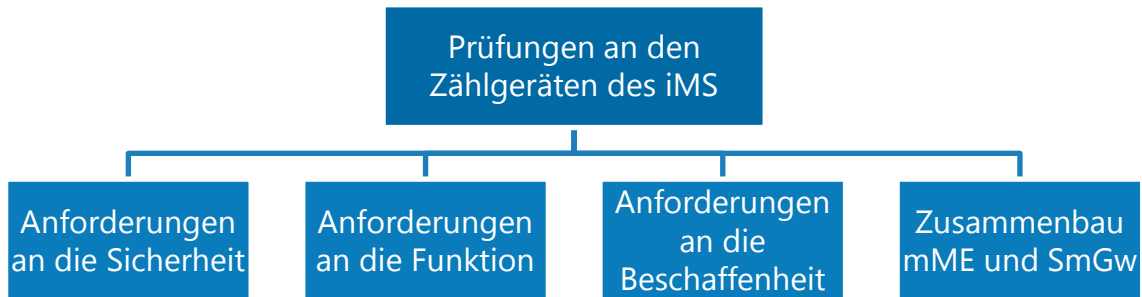 Prüfungen an den
Zählgeräten des iMS
Anforderungen
an die Sicherheit
Anforderungen
an die Funktion
Anforderungen
an die
Beschaffenheit
Zusammenbau
mME und SmGw